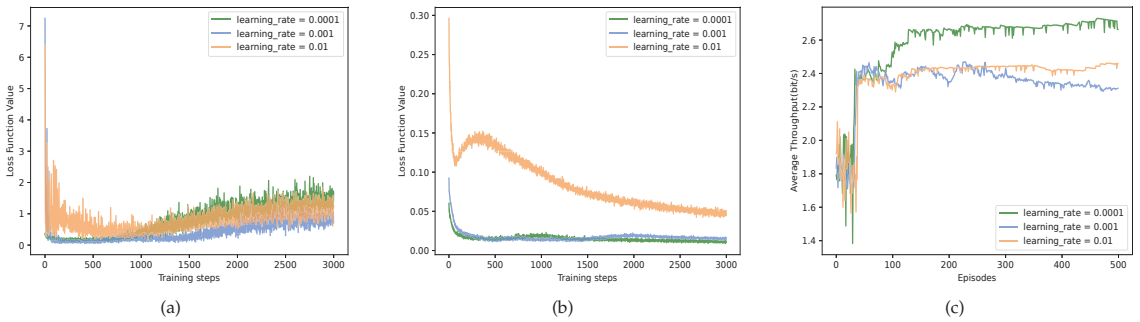 learning_rate = 0.0001
learning_rate = 0.001
learning_rate = 0.01
Loss Function Value
7
6
5
4
3
2
1
0
0
500
1000
1500
2000
2500
3000
Training steps
(a)
learning_rate = 0.0001
learning_rate = 0.001
learning_rate = 0.01
Loss Function Value
0.30
0.25
0.20
0.15
0.10
0.05
0.00
0
500
1000
1500
2000
2500
3000
Training steps
(b)
Average Throughput(bit/s)
2.6
2.4
2.2
2.0
1.8
1.6
1.4
learning_rate = 0.0001
learning_rate = 0.001
learning_rate = 0.01
0
100
200
300
400
500
Episodes
(c)